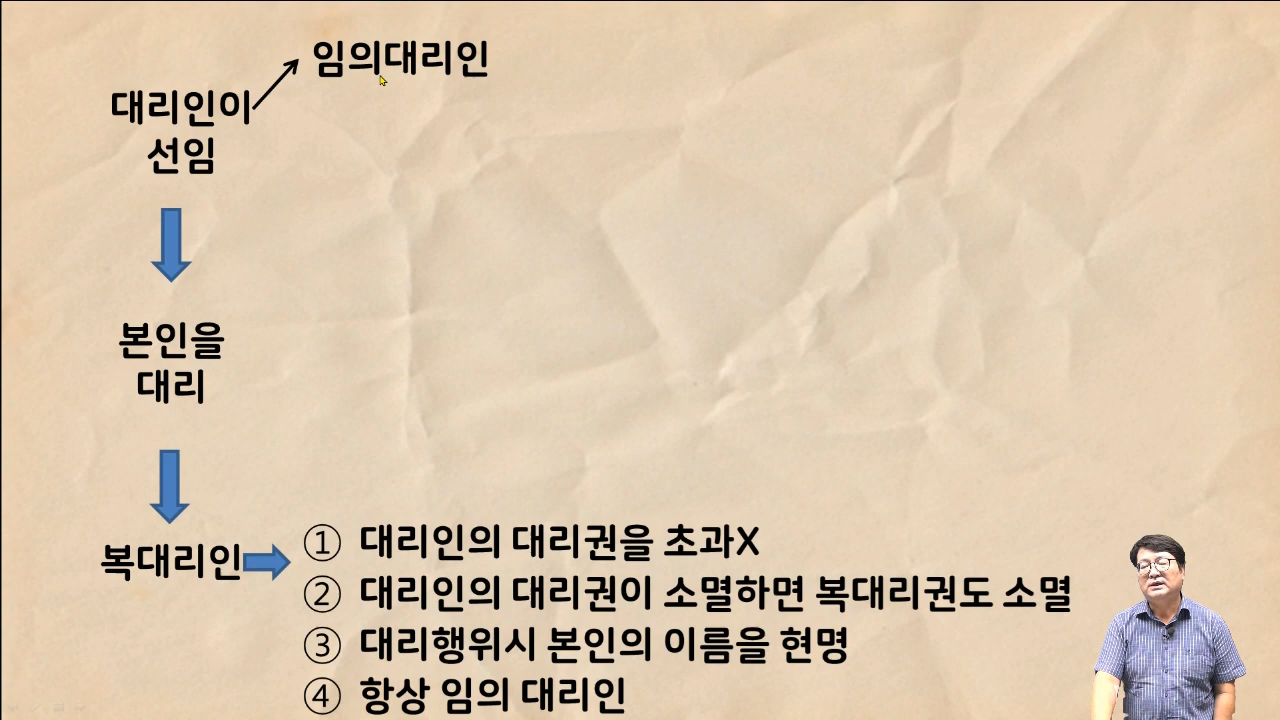 임의대리인
대리인이
선임
본인을
대리
복대리인
① 대리인의 대리권을 초과X
② 대리인의 대리권이 소멸하면 복대리권도 소멸
③ 대리행위시 본인의 이름을 현명
④ 항상 임의 대리인